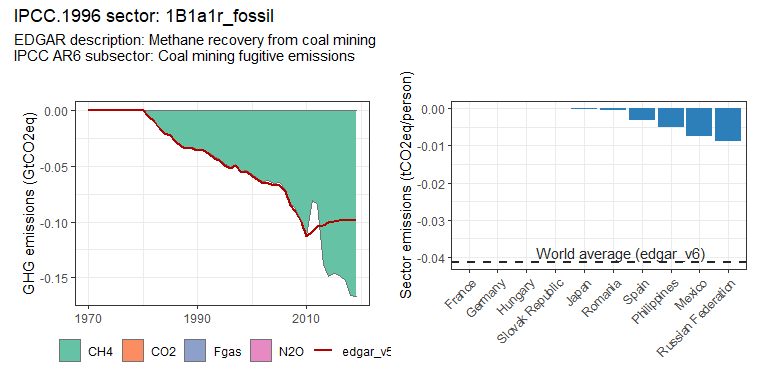 IPCC.1996 sector: 1B1a1r_fossil
EDGAR description: Methane recovery from coal mining
IPCC AR6 subsector: Coal mining fugitive emissions
GHG emissions (GtCO2eq)
0.00
-0.05
-0.10
-0.15
1970
1990
2010
CH4
CO2
Fgas
N2O
edgar_v5
Sector emissions (tCO2eq/person)
0.00
-0.01
-0.02
-0.03
-0.04
World average (edgar_v6)
France
Germany
Hungary
Slovak Republic
Japan
Romania
Spain
Philippines
Mexico
Russian Federation